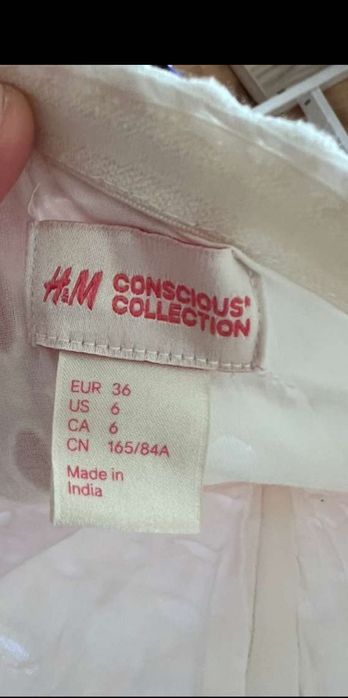 H&M CONSCIOUS
COLLECTION
EUR 36
US 6
CA 6
CN 165/84A
Made in
India